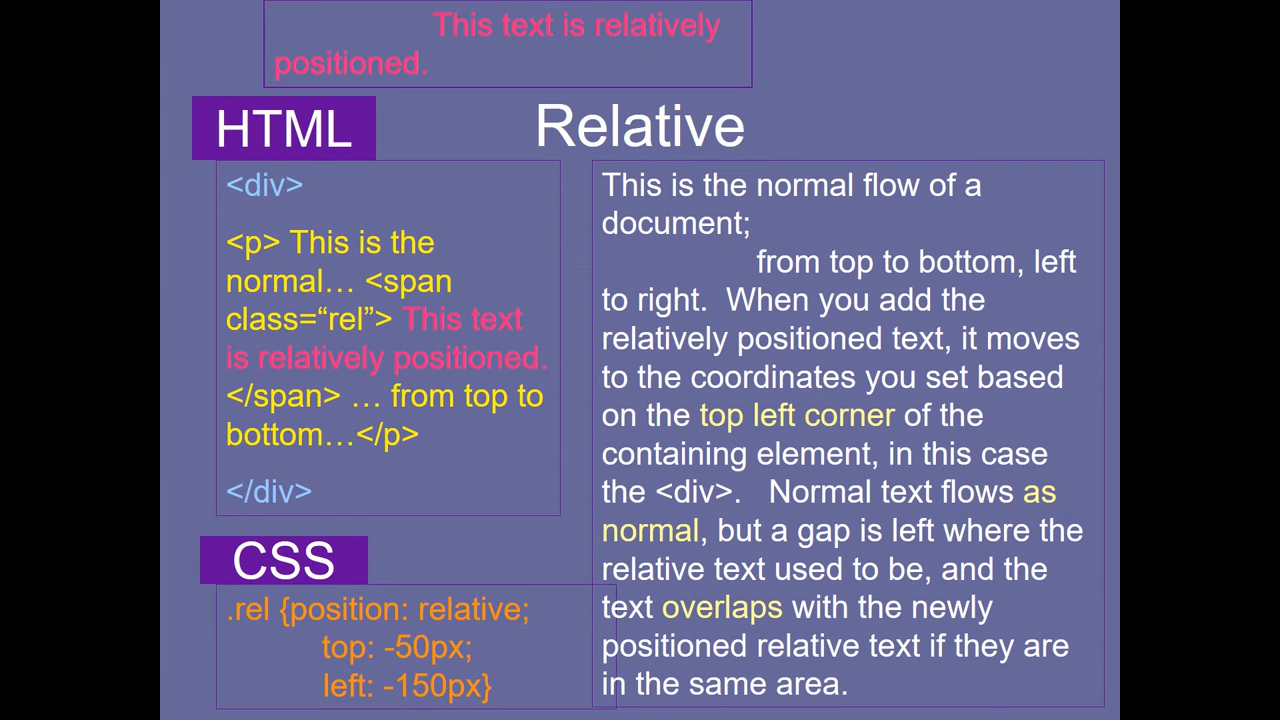 This text is relatively
positioned.
HTML
Relative
<div>
<p> This is the
normal… <span
class=“rel”> This text
is relatively positioned.
</span> … from top to
bottom…</p>
</div>
CSS
.rel {position: relative;
top: -50px;
left: -150px}
This is the normal flow of a
document;
from top to bottom, left
to right. When you add the
relatively positioned text, it moves
to the coordinates you set based
on the top left corner of the
containing element, in this case
the <div>. Normal text flows as
normal, but a gap is left where the
relative text used to be, and the
text overlaps with the newly
positioned relative text if they are
in the same area.